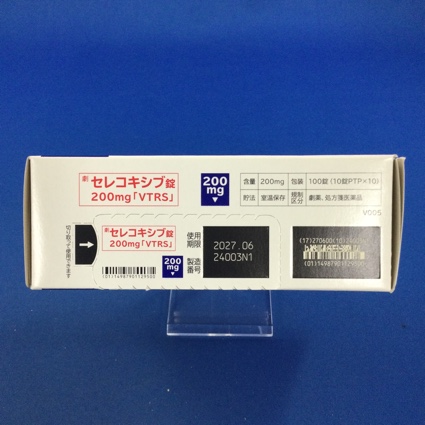 劇 セレコキシブ錠
200mg「VTRS」
200
mg
含量 200mg 包装 100錠(10錠PTP×10)
貯法 室温保存 規制区分 劇薬、処方箋医薬品
V005
切り取って使用できます
劇 セレコキシブ錠
200mg「VTRS」
200
mg
(01)14987901129500
使用
期限 2027.06
製造
番号 24003N1
(01)14987901129500